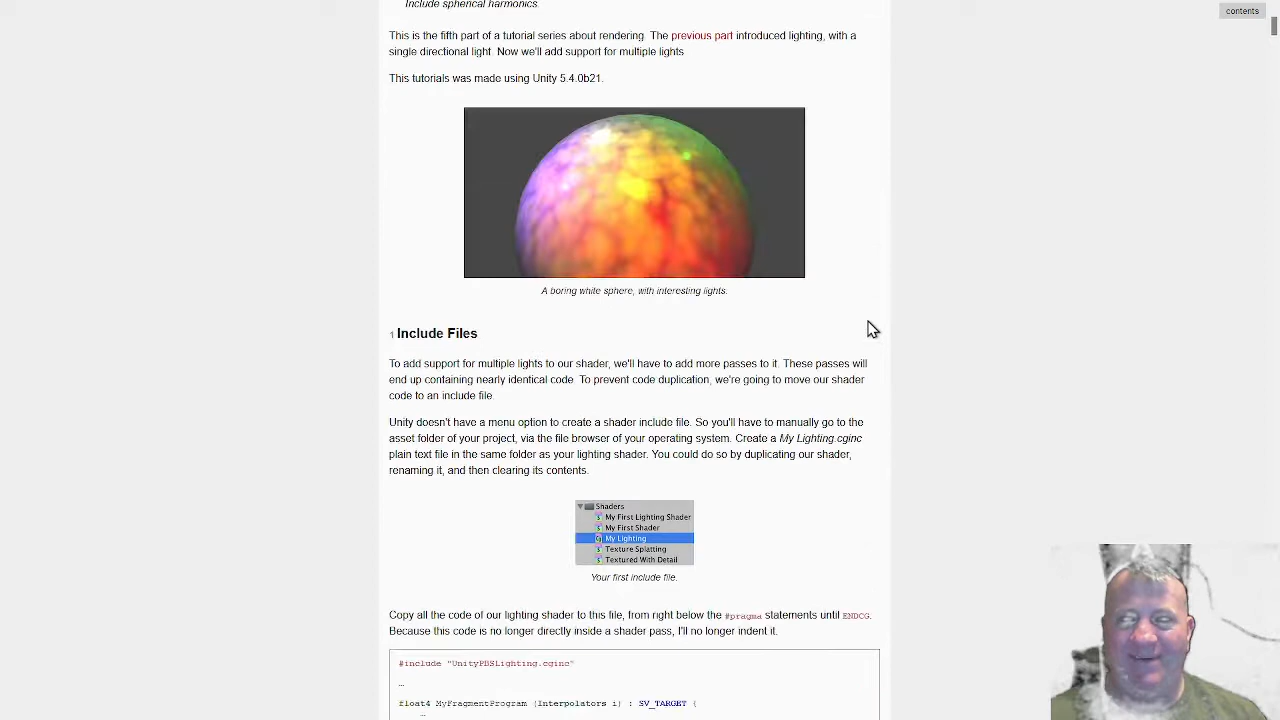 Include spherical harmonics.
contents
This is the fifth part of a tutorial series about rendering. The previous part introduced lighting, with a
single directional light. Now we'll add support for multiple lights
This tutorials was made using Unity 5.4.0b21.
A boring white sphere, with interesting lights.
1 Include Files
To add support for multiple lights to our shader, we'll have to add more passes to it. These passes will
end up containing nearly identical code. To prevent code duplication, we're going to move our shader
code to an include file.
Unity doesn't have a menu option to create a shader include file. So you'll have to manually go to the
asset folder of your project, via the file browser of your operating system. Create a My Lighting.cginc
plain text file in the same folder as your lighting shader. You could do so by duplicating our shader,
renaming it, and then clearing its contents.
Shaders
My First Lighting Shader
My First Shader
My Lighting
Texture Splatting
Textured With Detail
Your first include file.
Copy all the code of our lighting shader to this file, from right below the #pragma statements until ENDCG.
Because this code is no longer directly inside a shader pass, I'll no longer indent it.
#include "UnityPBSLighting.cginc"
…
float4 MyFragmentProgram (Interpolators i) : SV_TARGET {
…